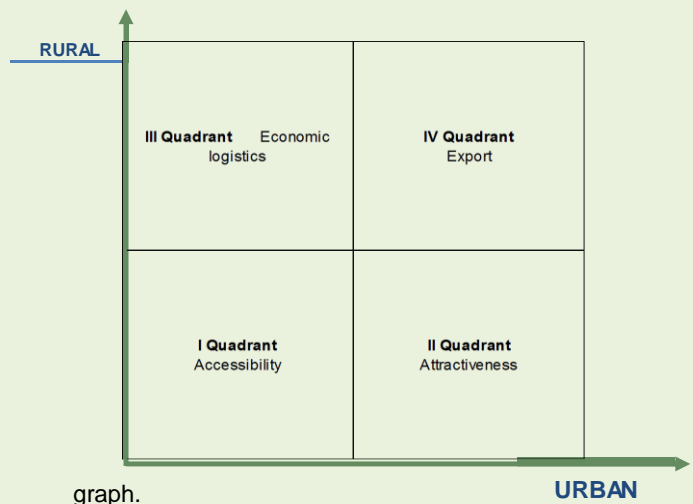 RURAL
III Quadrant Economic
logistics
IV Quadrant
Export
I Quadrant
Accessibility
II Quadrant
Attractiveness
URBAN
graph.